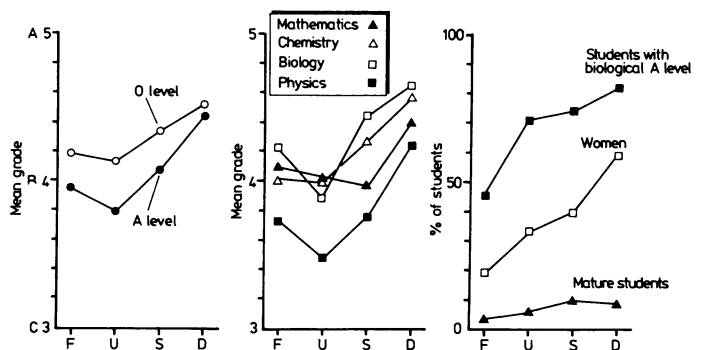 A 5
O level
B 4
A level
C 3
Mean grade
F U S D
Mathematics
Chemistry
Biology
Physics
5
4
3
Mean grade
F U S D
100
Students with
biological A level
Women
50
Mature students
0
% of students
F U S D